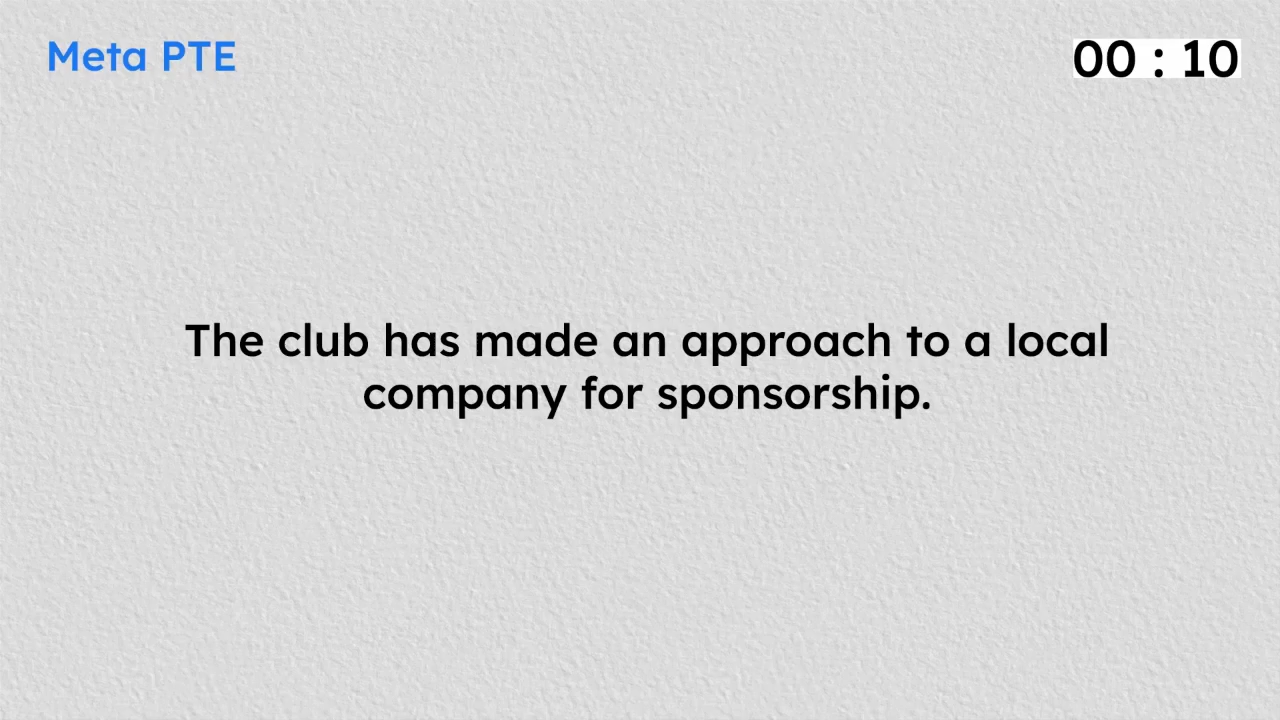 Meta PTE
00 : 10
The club has made an approach to a local
company for sponsorship.